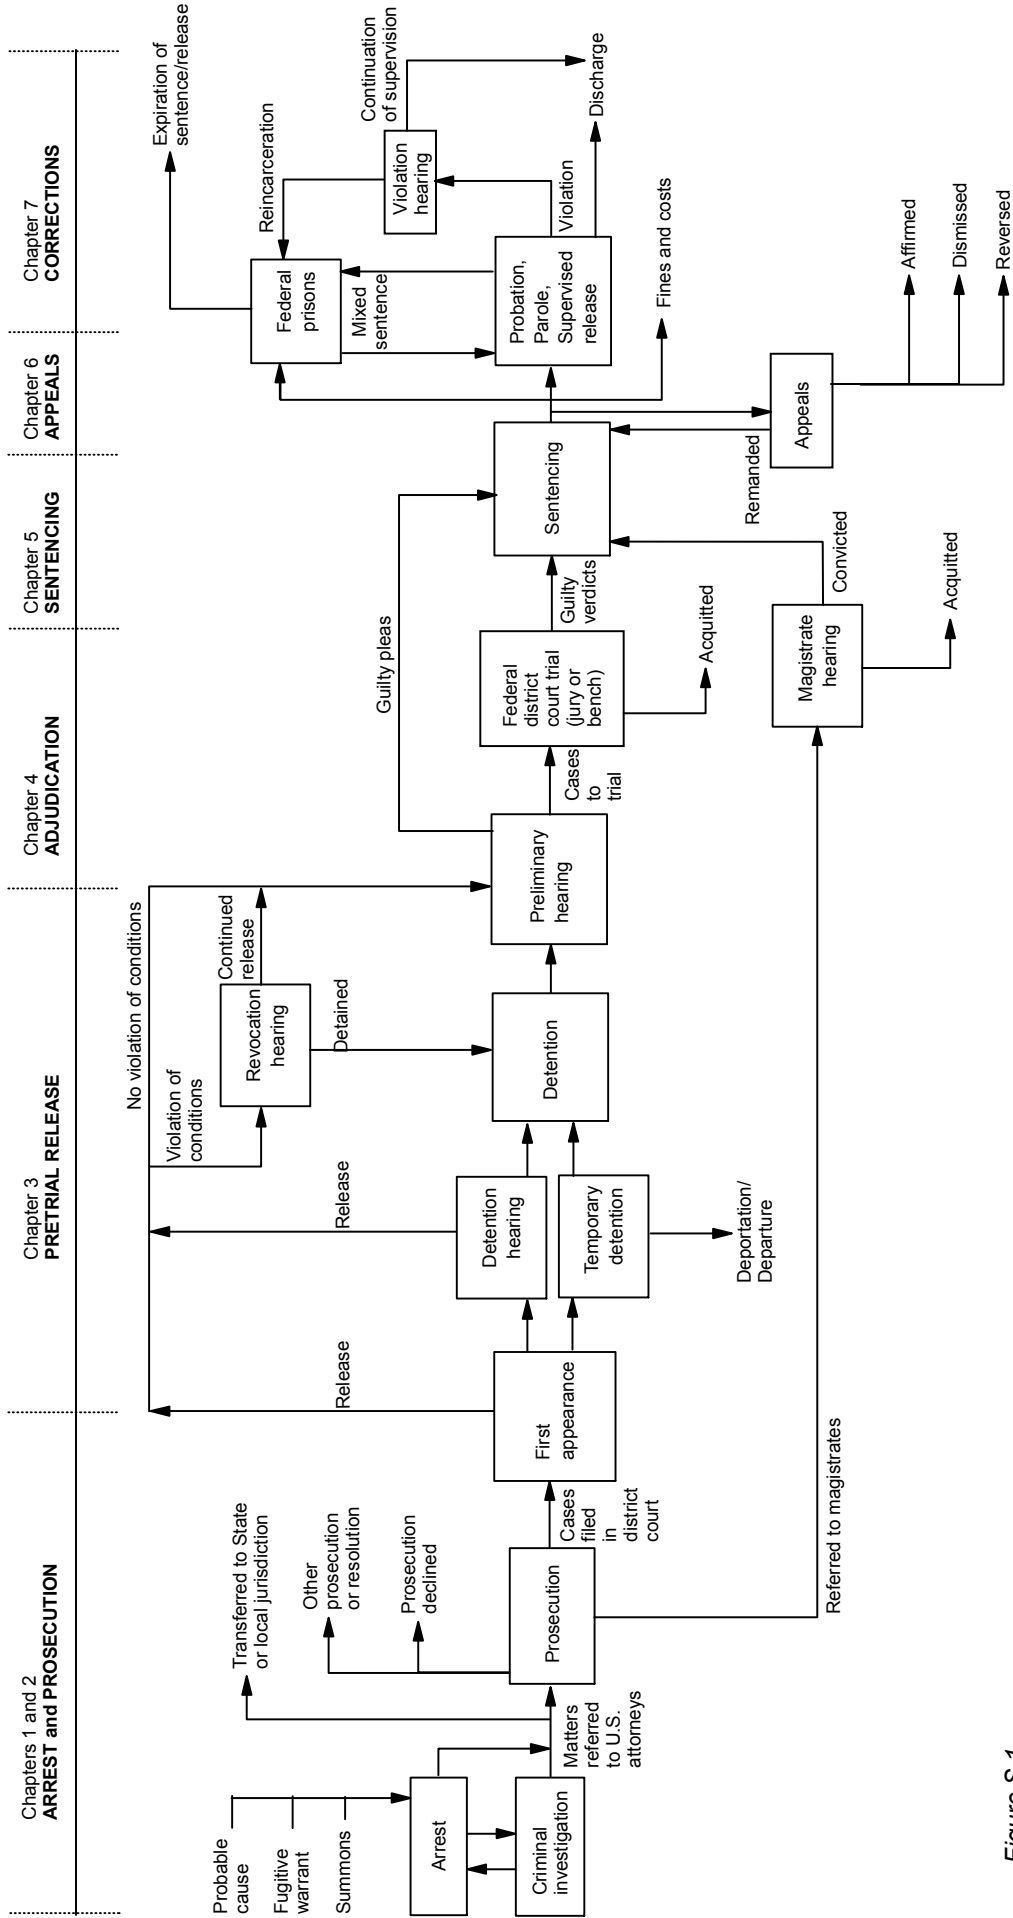 Chapters 1 and 2
ARREST and PROSECUTION
Chapter 3
PRETRIAL RELEASE
Chapter 4
ADJUDICATION
Chapter 5
SENTENCING
Chapter 6
APPEALS
Chapter 7
CORRECTIONS
Probable
cause
Fugitive
warrant
Summons
Arrest
Criminal
investigation
Transferred to State
or local jurisdiction
Matters
referred
to U.S.
attorneys
Other
prosecution
or resolution
Prosecution
declined
Prosecution
Cases
filed
in
district
court
Referred to magistrates
First
appearance
Release
Detention
hearing
Temporary
detention
Release
Deportation/
Departure
No violation of conditions
Violation of
conditions
Revocation
hearing
Continued
release
Detained
Detention
Preliminary
hearing
Guilty pleas
Cases
to
trial
Federal
district
court trial
(jury or
bench)
Acquitted
Guilty
verdicts
Magistrate
hearing
Convicted
Acquitted
Sentencing
Remanded
Appeals
Affirmed
Dismissed
Reversed
Fines and costs
Federal
prisons
Mixed
sentence
Probation,
Parole,
Supervised
release
Violation
Discharge
Violation
hearing
Reincarceration
Continuation
of supervision
Expiration of
sentence/release
Figure S.1